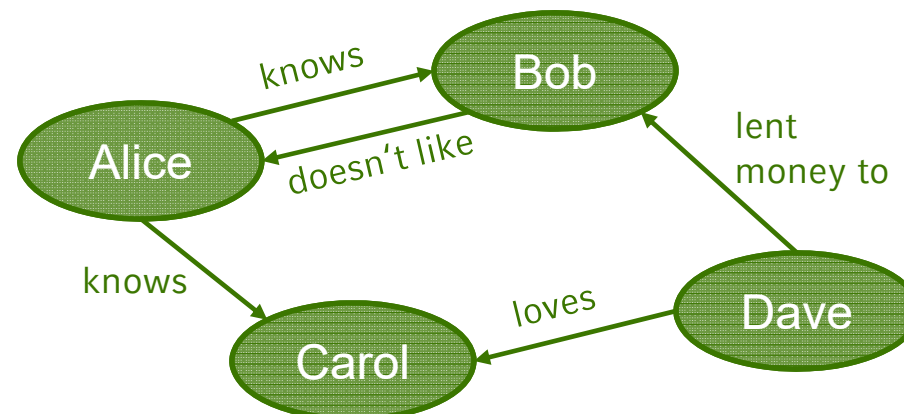 knows
Bob
lent
money to
Alice
doesn‘t like
knows
loves
Dave
Carol